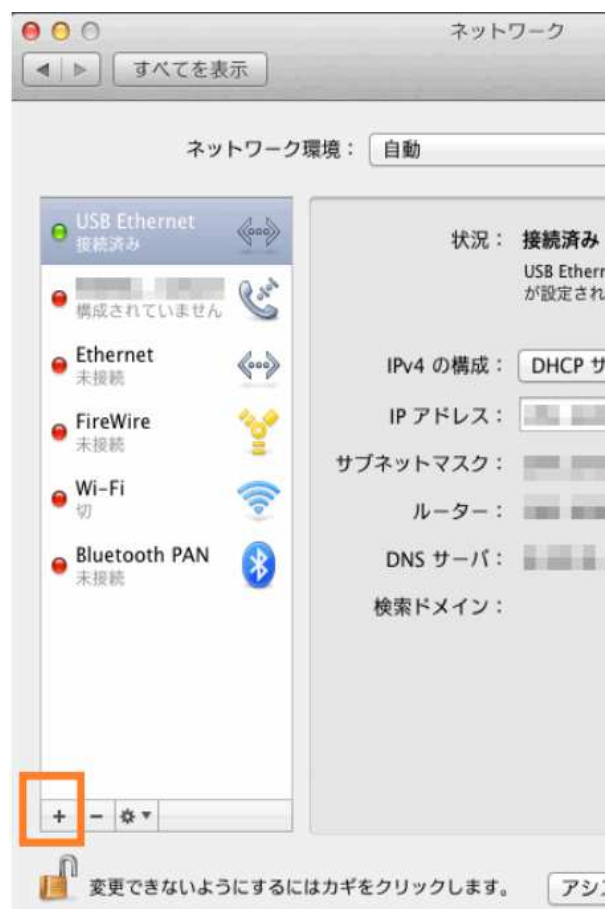 ネットワーク
すべてを表示
ネットワーク環境： 自動
USB Ethernet
接続済み
構成されていません
Ethernet
未接続
FireWire
未接続
Wi-Fi
切
Bluetooth PAN
未接続
状況： 接続済み
USB Ether
が設定され
IPv4 の構成： DHCP サ
IP アドレス：
サブネットマスク：
ルーター：
DNS サーバ：
検索ドメイン：
+ −
変更できないようにするにはカギをクリックします。
アシ